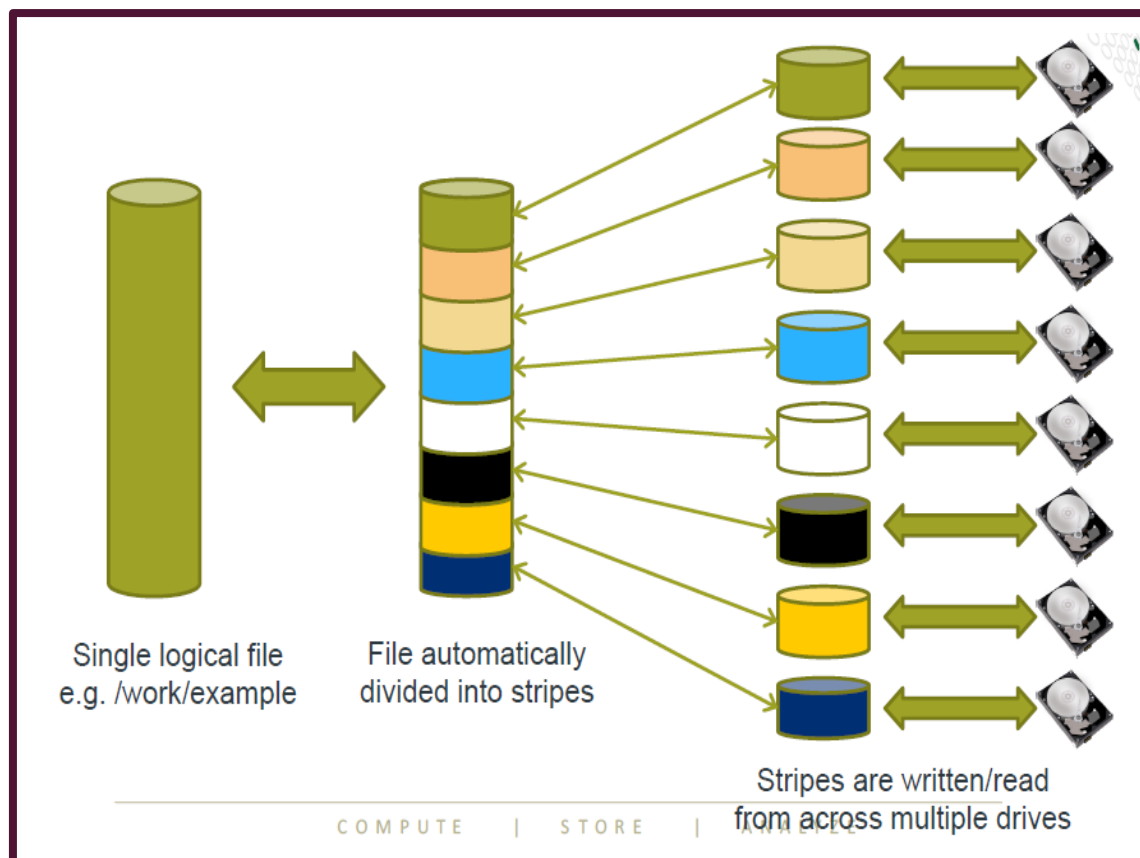 Single logical file
e.g. /work/example
File automatically
divided into stripes
Stripes are written/read
from across multiple drives
COMPUTE | STORE | ANALYZE